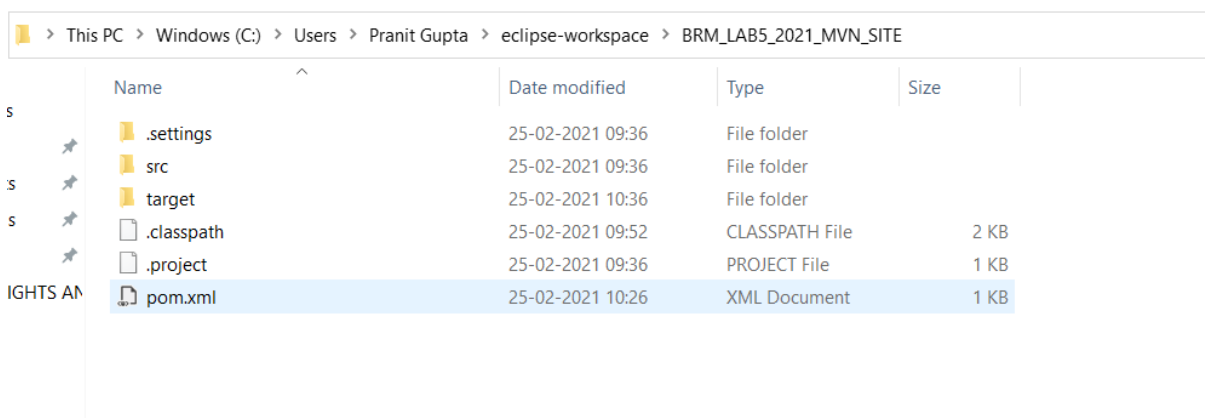 This PC > Windows (C:) > Users > Pranit Gupta > eclipse-workspace > BRM_LAB5_2021_MVN_SITE
Name Date modified Type Size
s
.settings 25-02-2021 09:36 File folder
src 25-02-2021 09:36 File folder
:s target 25-02-2021 10:36 File folder
s .classpath 25-02-2021 09:52 CLASSPATH File 2 KB
.project 25-02-2021 09:36 PROJECT File 1 KB
IGHTS AN pom.xml 25-02-2021 10:26 XML Document 1 KB